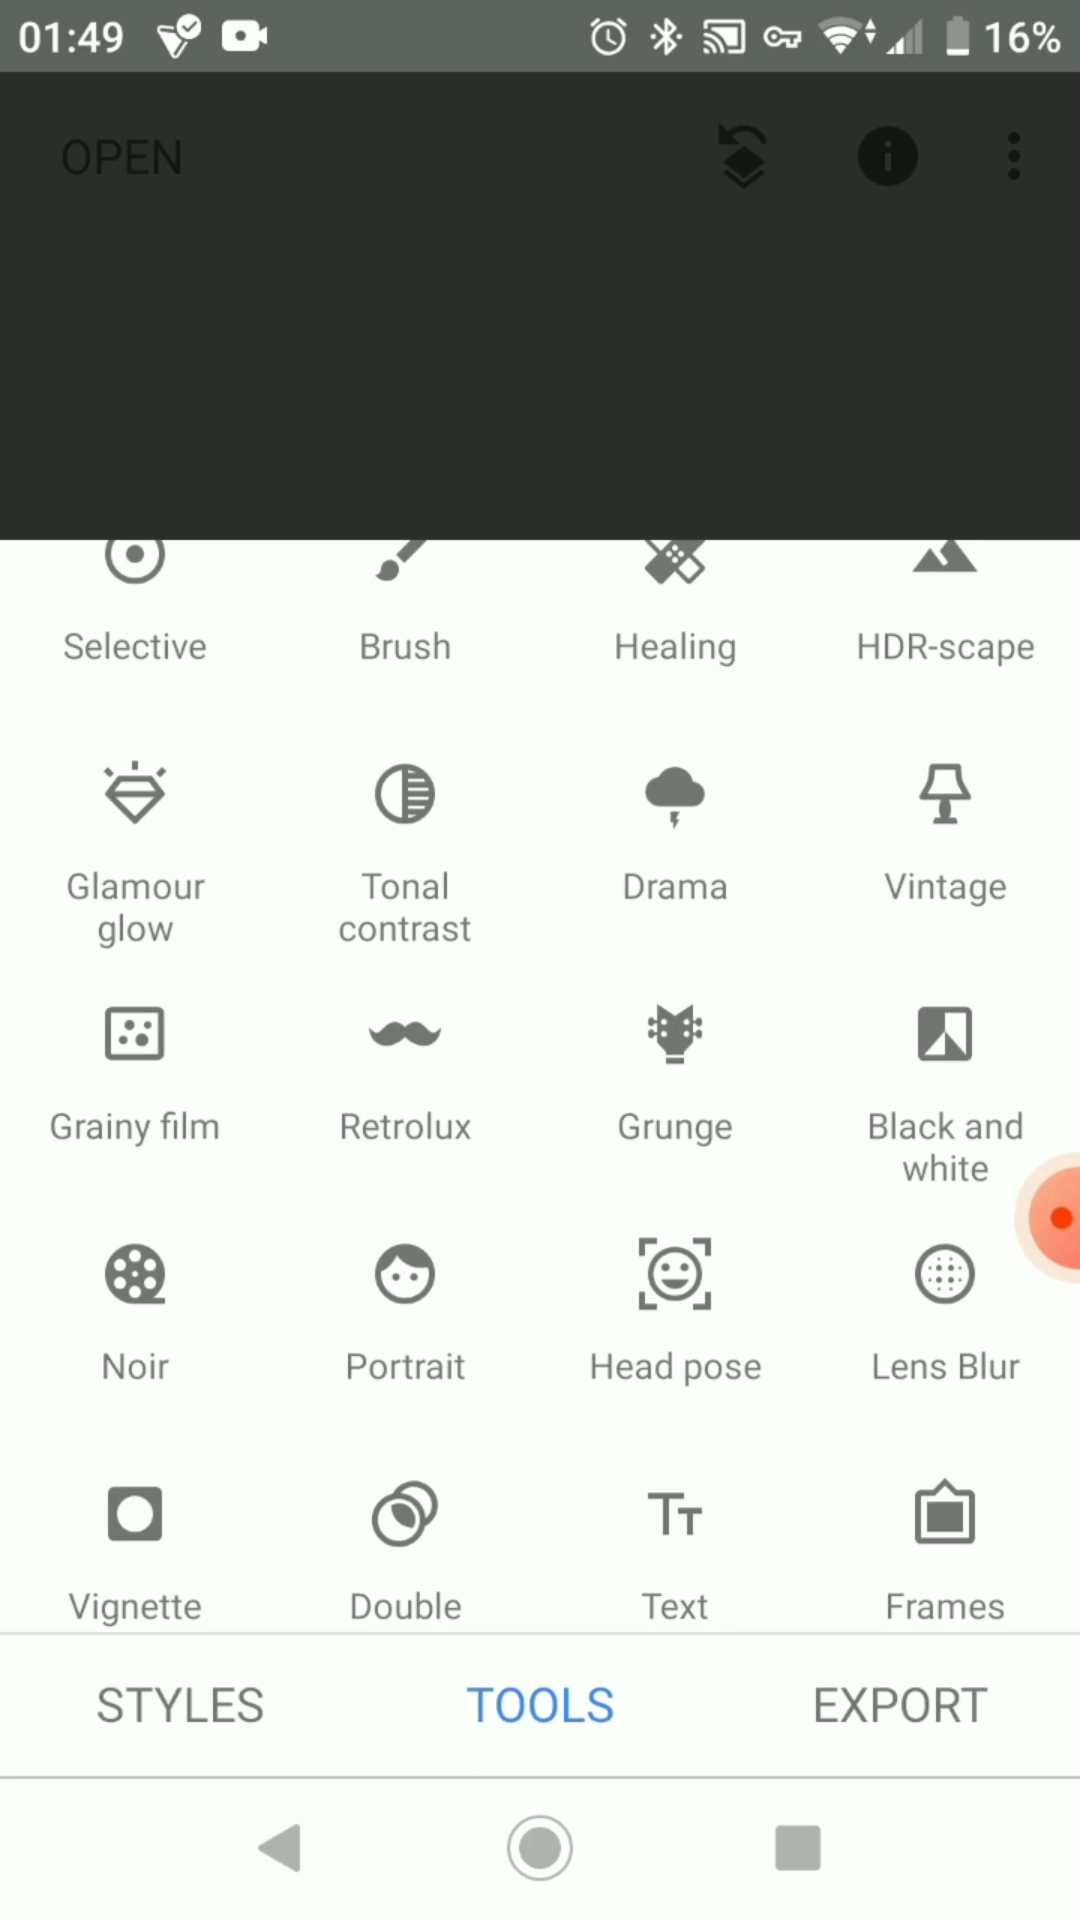 01:49 16%
OPEN
Selective Brush Healing HDR-scape
Glamour glow Tonal contrast Drama Vintage
Grainy film Retrolux Grunge Black and white
Noir Portrait Head pose Lens Blur
Vignette Double Text Frames
STYLES TOOLS EXPORT